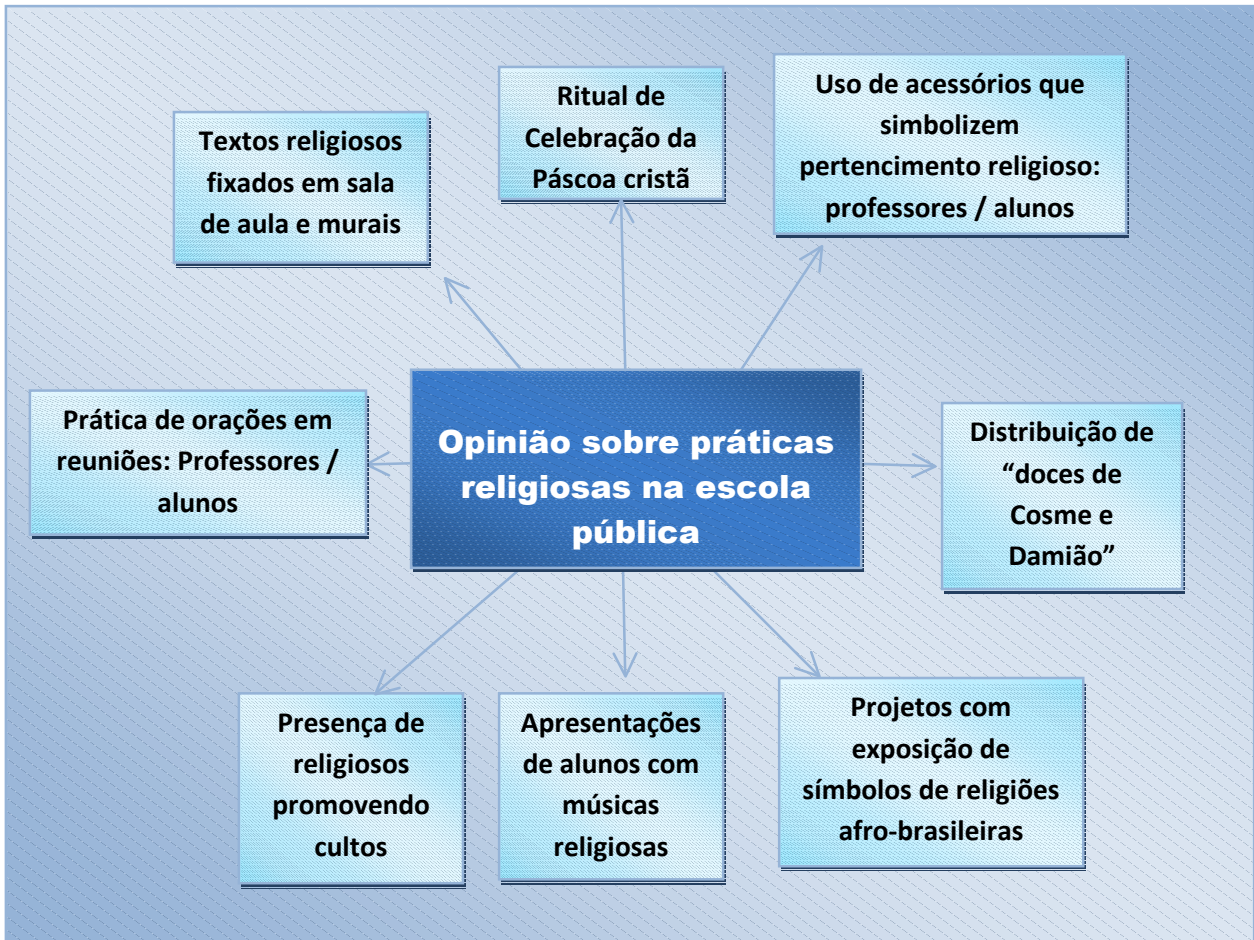 Textos religiosos
fixados em sala
de aula e murais
Ritual de
Celebração da
Páscoa cristã
Uso de acessórios que
simbolizem
pertencimento religioso:
professores / alunos
Prática de orações em
reuniões: Professores /
alunos
Opinião sobre práticas
religiosas na escola
pública
Distribuição de
“doces de
Cosme e
Damião”
Presença de
religiosos
promovendo
cultos
Apresentações
de alunos com
músicas
religiosas
Projetos com
exposição de
símbolos de religiões
afro-brasileiras